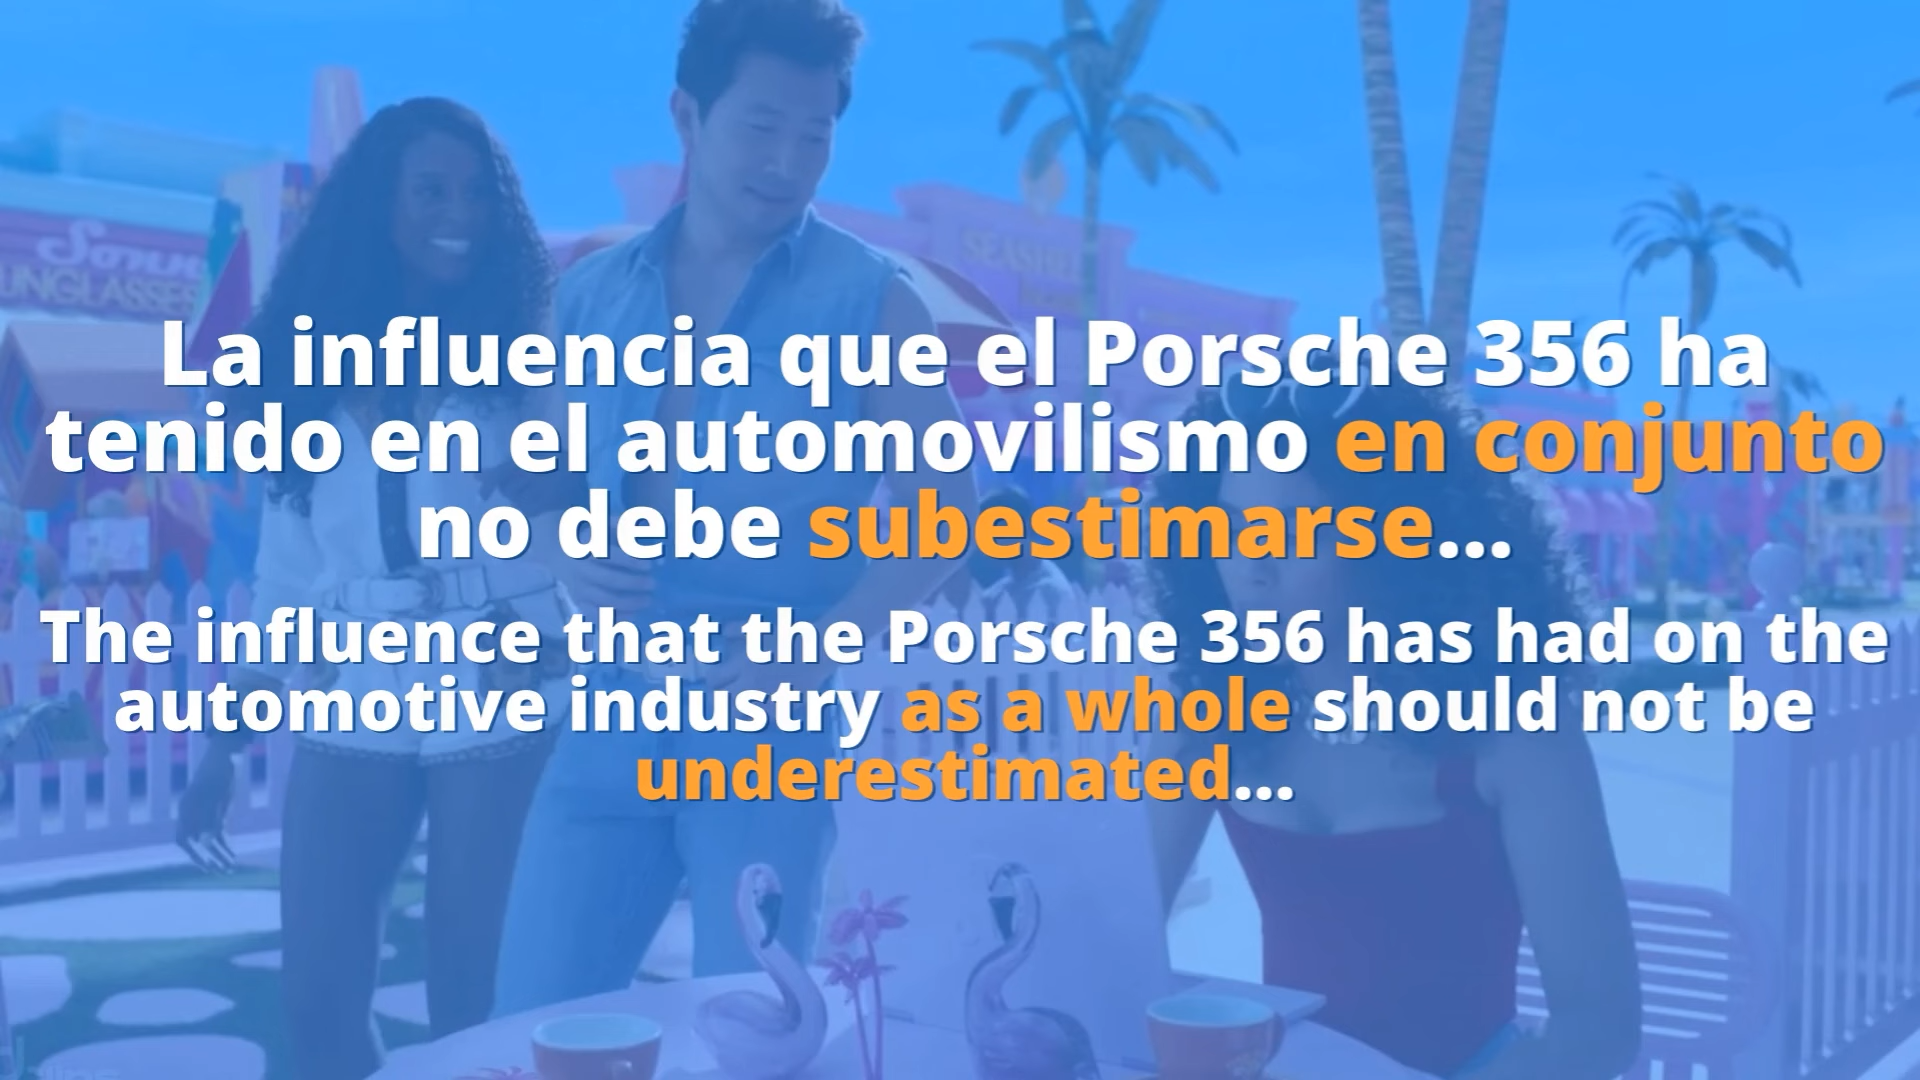 La influencia que el Porsche 356 ha
tenido en el automovilismo en conjunto
no debe subestimarse...
The influence that the Porsche 356 has had on the
automotive industry as a whole should not be
underestimated...
UNGLASSES